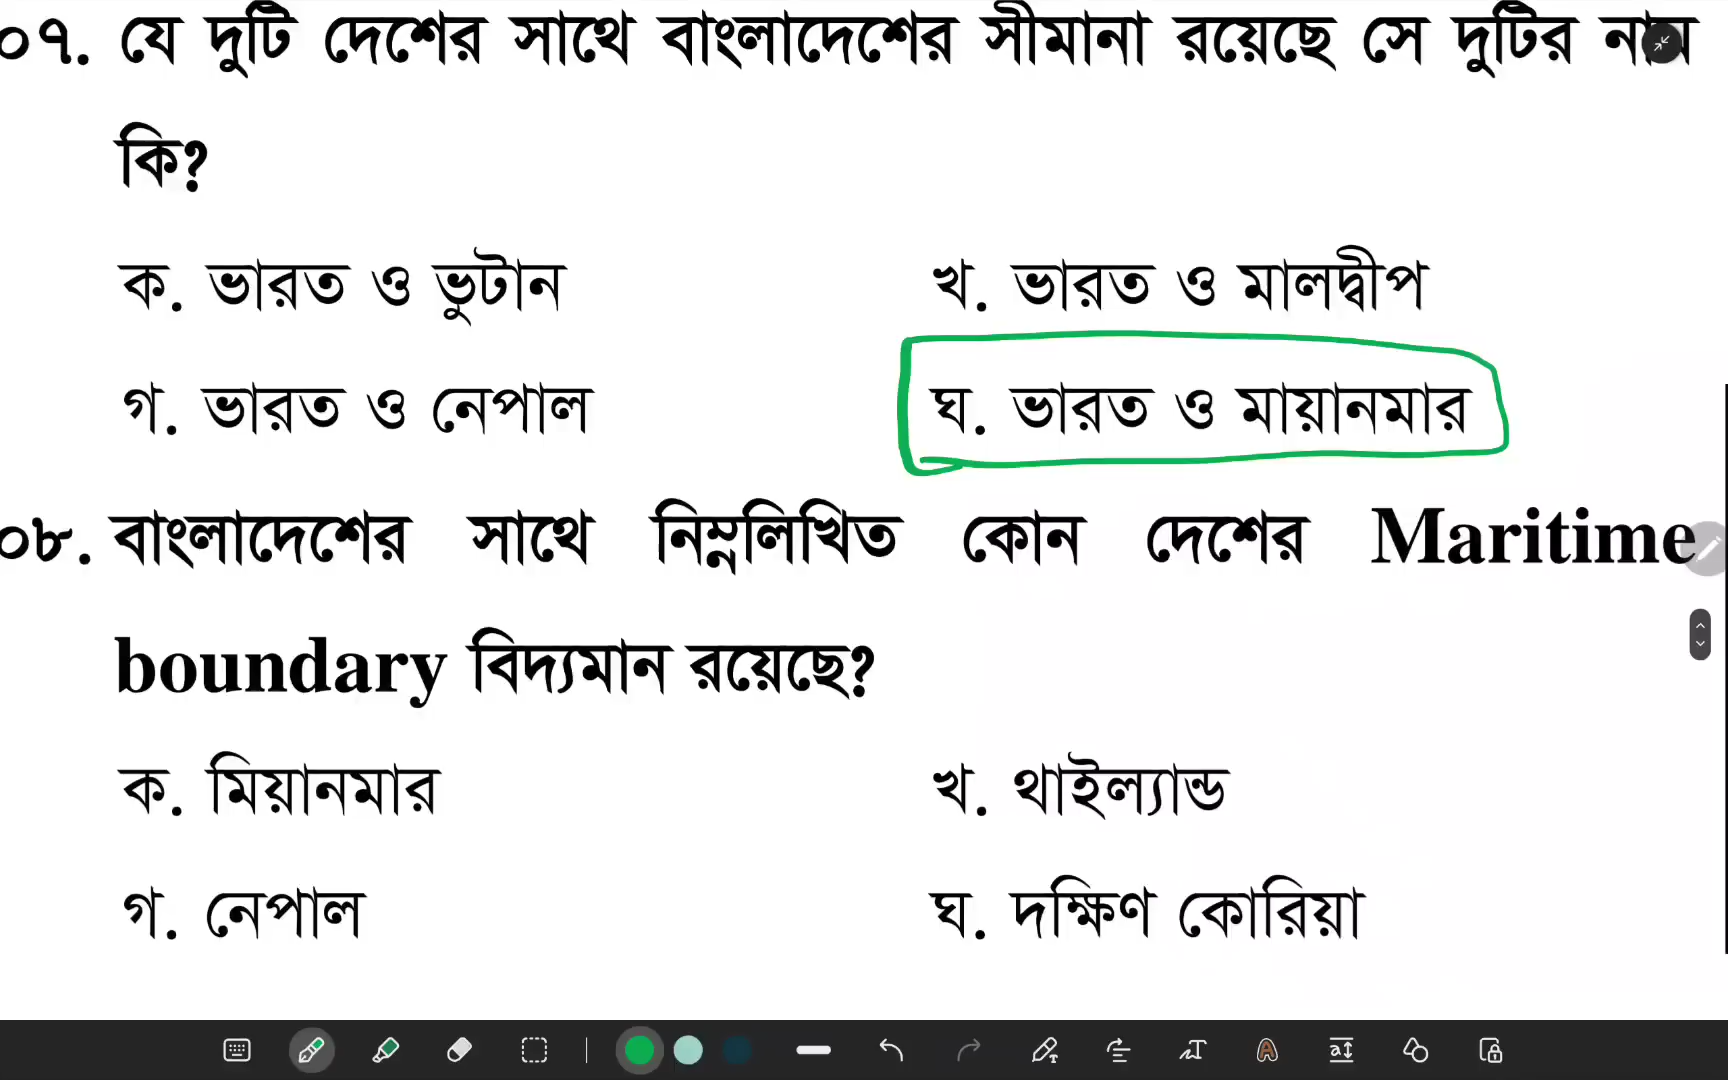 ০৭. যে দুটি দেশের সাথে বাংলাদেশের সীমানা রয়েছে সে দুটির নাম
কি?
ক. ভারত ও ভুটান খ. ভারত ও মালদ্বীপ
গ. ভারত ও নেপাল ঘ. ভারত ও মায়ানমার
০৮. বাংলাদেশের সাথে নিম্নলিখিত কোন দেশের Maritime
boundary বিদ্যমান রয়েছে?
ক. মিয়ানমার খ. থাইল্যান্ড
গ. নেপাল ঘ. দক্ষিণ কোরিয়া